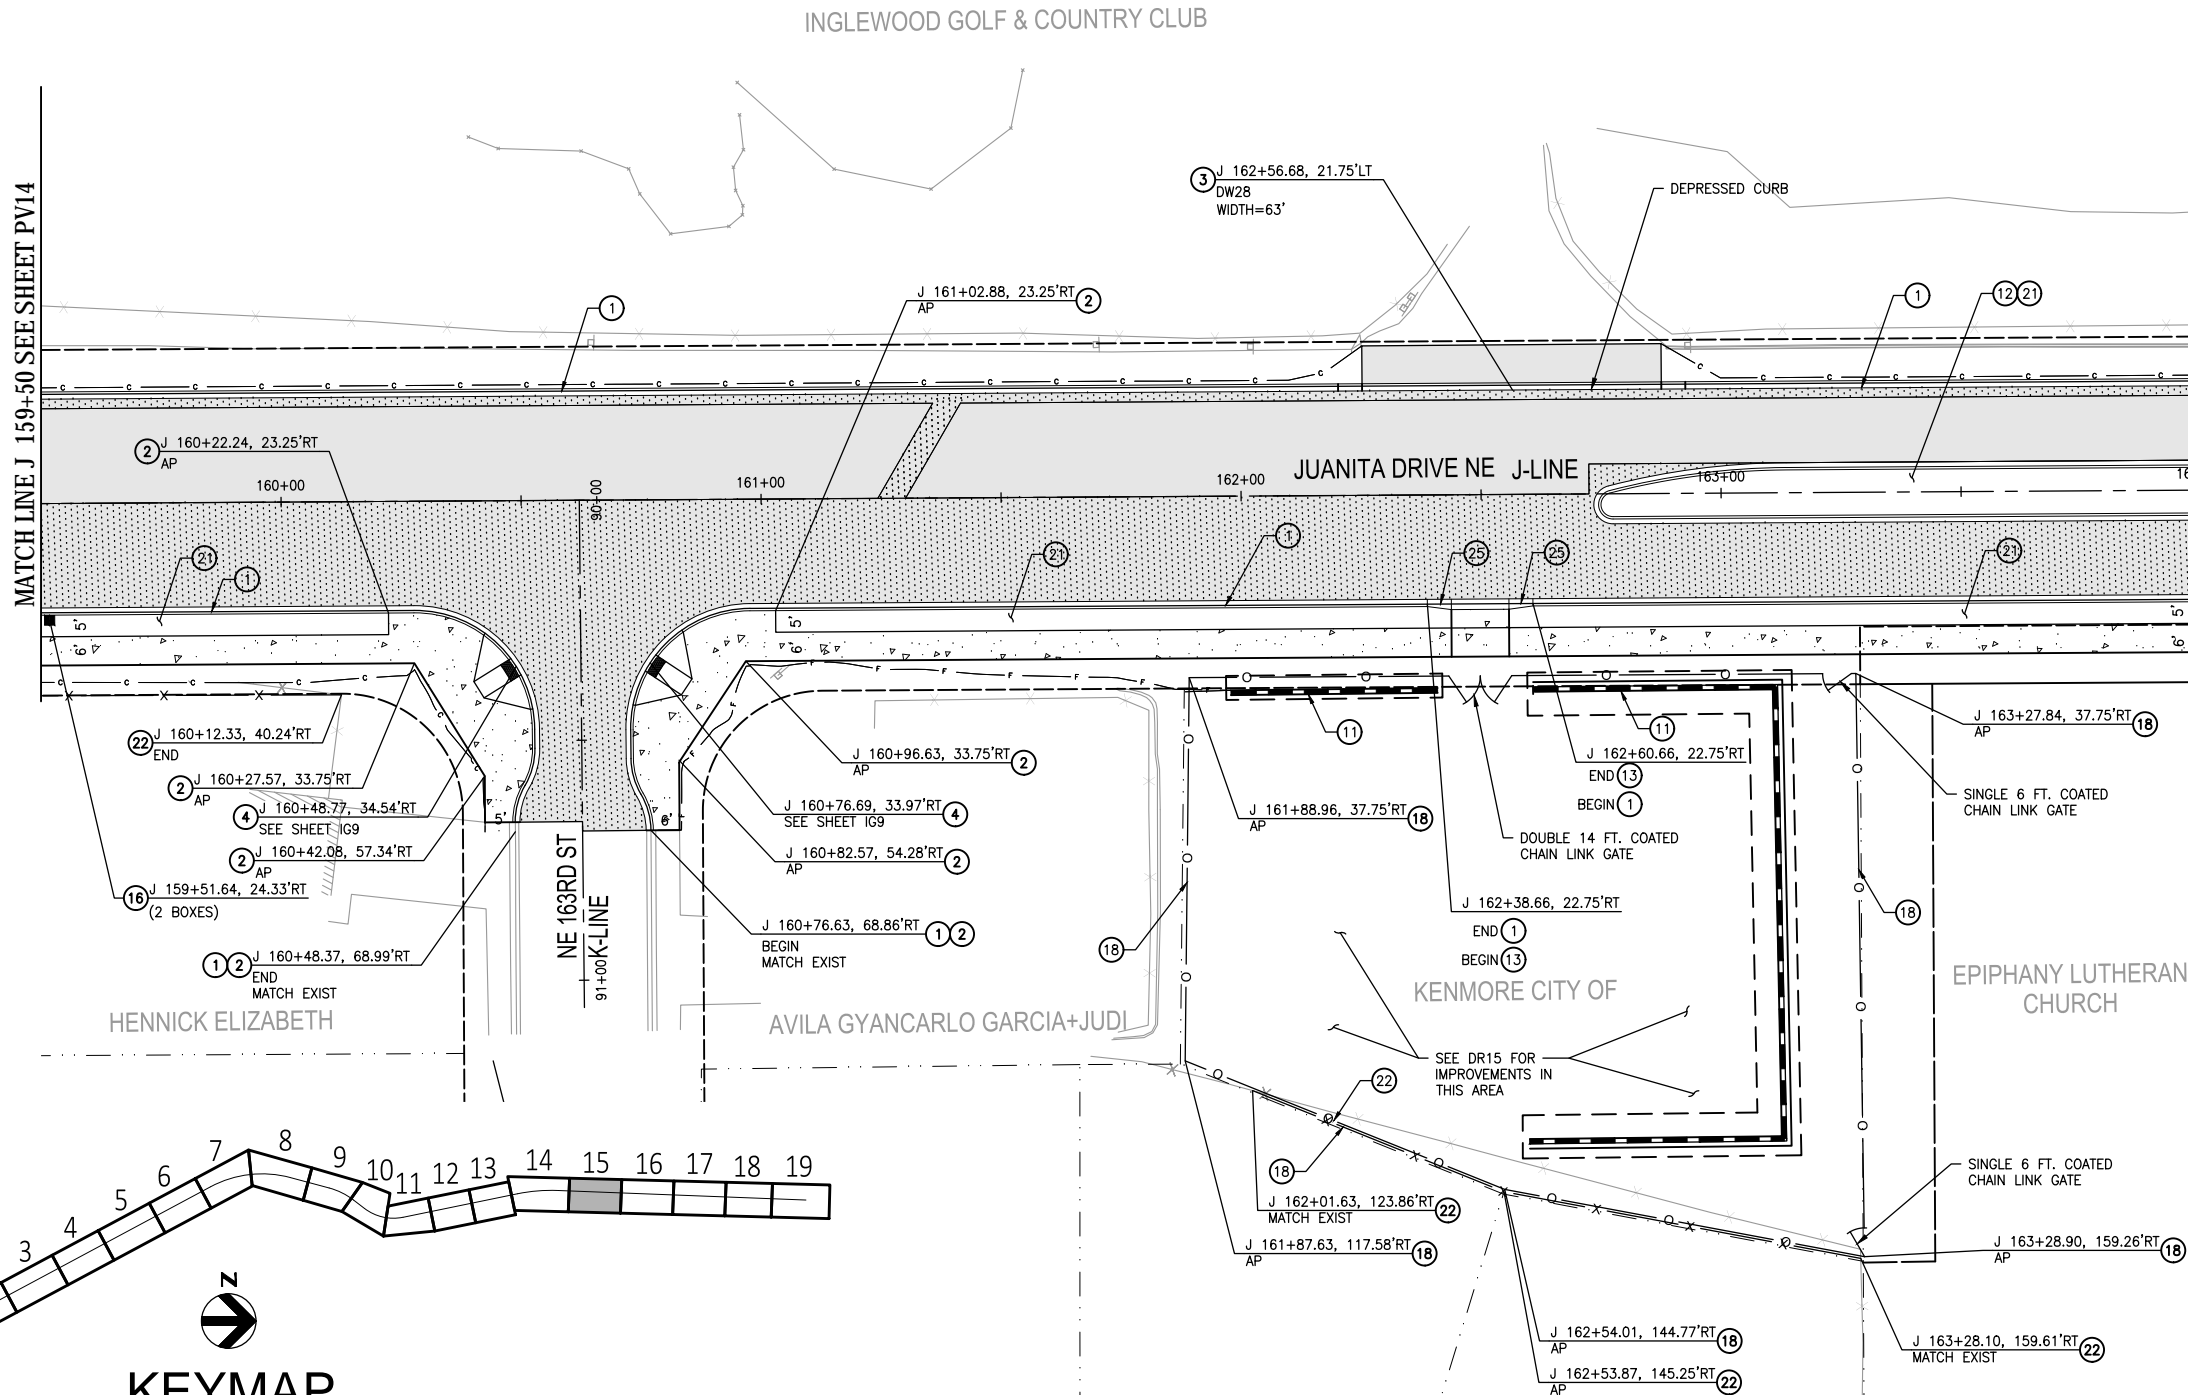 INGLEWOOD GOLF & COUNTRY CLUB
MATCH LINE J 159+50 SEE SHEET PV14
3
J 162+56.68, 21.75'LT
DW28
WIDTH=63'
DEPRESSED CURB
1
J 161+02.88, 23.25'RT
2
AP
1
12
21
2
J 160+22.24, 23.25'RT
AP
160+00
90+00
161+00
162+00
JUANITA DRIVE NE
J-LINE
163+00
21
1
21
1
25
25
21
5'
6'
5'
6'
5'
6'
22
J 160+12.33, 40.24'RT
END
2
J 160+27.57, 33.75'RT
AP
4
J 160+48.77, 34.54'RT
SEE SHEET IG9
2
J 160+42.08, 57.34'RT
AP
16
J 159+51.64, 24.33'RT
(2 BOXES)
1
2
J 160+48.37, 68.99'RT
END
MATCH EXIST
HENNICK ELIZABETH
5'
6'
NE 163RD ST
K-LINE
91+00
J 160+96.63, 33.75'RT
2
AP
J 160+76.69, 33.97'RT
4
SEE SHEET IG9
J 160+82.57, 54.28'RT
2
AP
J 160+76.63, 68.86'RT
1
2
BEGIN
MATCH EXIST
AVILA GYANCARLO GARCIA+JUDI
11
11
J 161+88.96, 37.75'RT
18
AP
J 162+60.66, 22.75'RT
END
13
BEGIN
1
DOUBLE 14 FT. COATED
CHAIN LINK GATE
J 162+38.66, 22.75'RT
END
1
BEGIN
13
J 163+27.84, 37.75'RT
18
AP
SINGLE 6 FT. COATED
CHAIN LINK GATE
18
18
KENMORE CITY OF
EPIPHANY LUTHERAN
CHURCH
SEE DR15 FOR
IMPROVEMENTS IN
THIS AREA
22
18
J 162+01.63, 123.86'RT
22
MATCH EXIST
J 161+87.63, 117.58'RT
18
AP
SINGLE 6 FT. COATED
CHAIN LINK GATE
J 163+28.90, 159.26'RT
18
AP
J 162+54.01, 144.77'RT
18
AP
J 162+53.87, 145.25'RT
22
AP
J 163+28.10, 159.61'RT
22
MATCH EXIST
3
4
5
6
7
8
9
10
11
12
13
14
15
16
17
18
19
N
KEYMAP